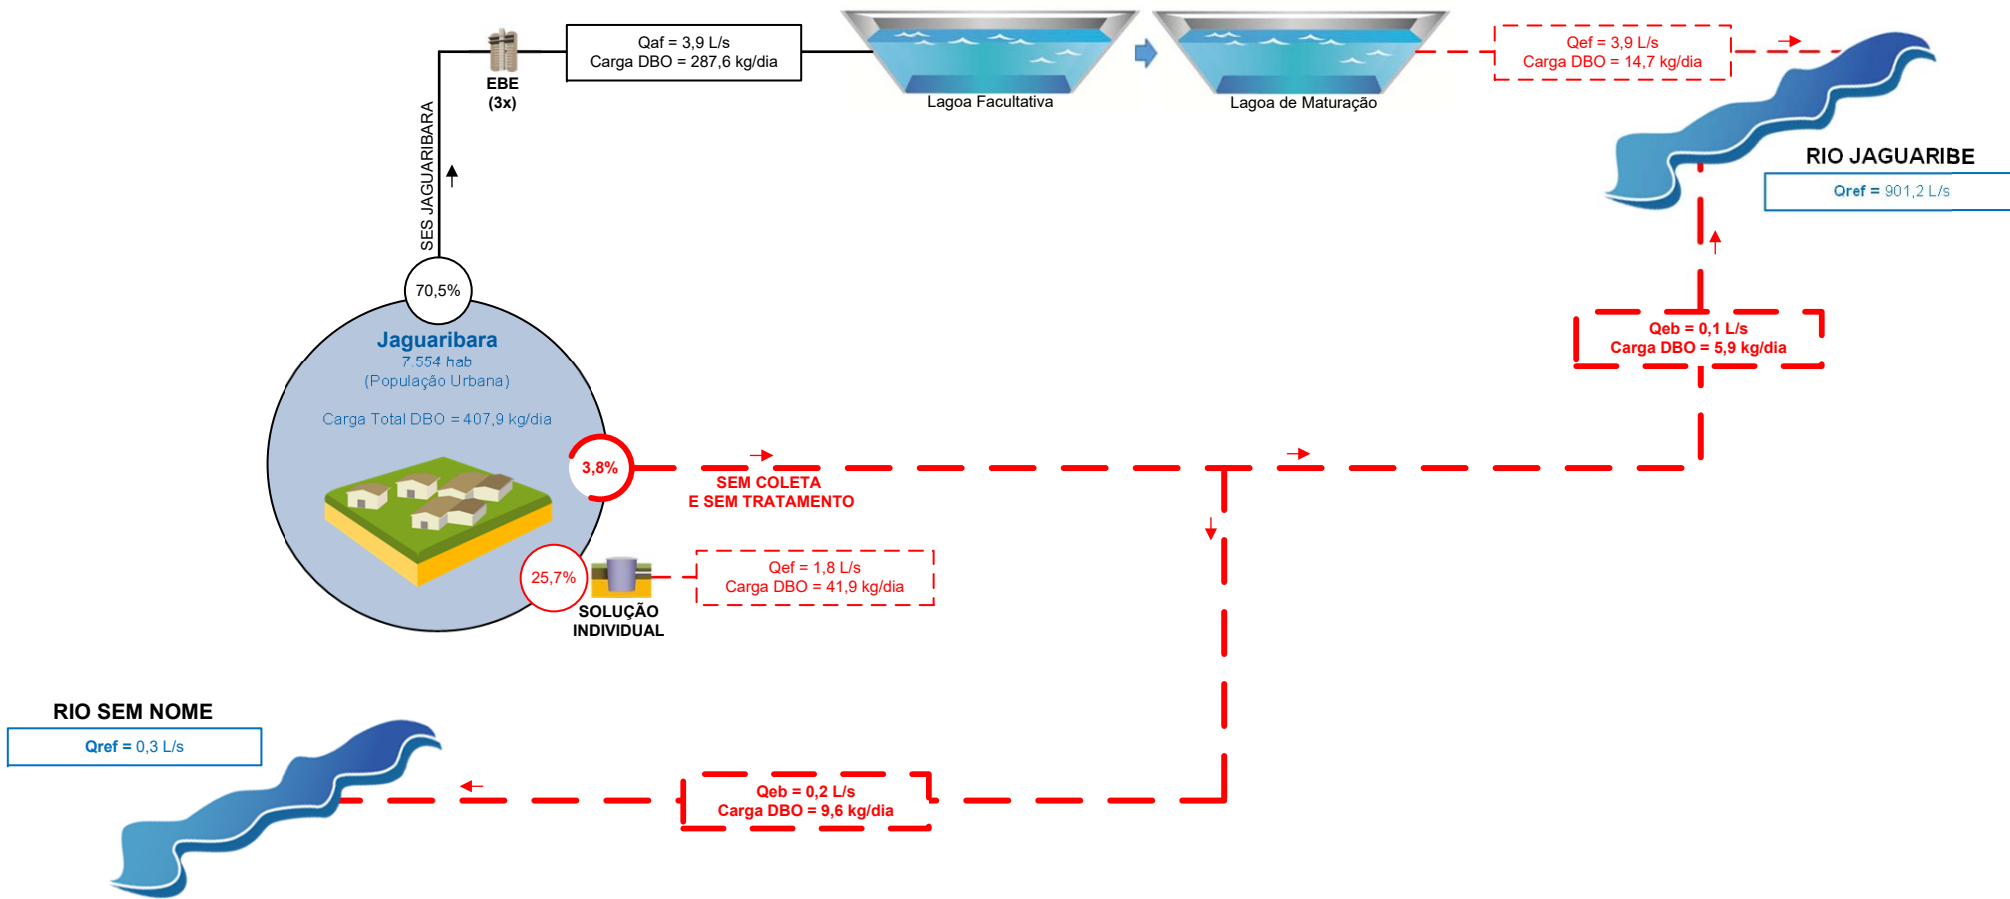 Qaf = 3,9 L/s
Carga DBO = 287,6 kg/dia
EBE
(3x)
Lagoa Facultativa
Lagoa de Maturação
Qef = 3,9 L/s
Carga DBO = 14,7 kg/dia
RIO JAGUARIBE
Qref = 901,2 L/s
SES JAGUARIBARA
70,5%
Jaguaribara
7.554 hab
(População Urbana)
Carga Total DBO = 407,9 kg/dia
Qeb = 0,1 L/s
Carga DBO = 5,9 kg/dia
3,8%
SEM COLETA
E SEM TRATAMENTO
25,7%
SOLUÇÃO
INDIVIDUAL
Qef = 1,8 L/s
Carga DBO = 41,9 kg/dia
RIO SEM NOME
Qref = 0,3 L/s
Qeb = 0,2 L/s
Carga DBO = 9,6 kg/dia